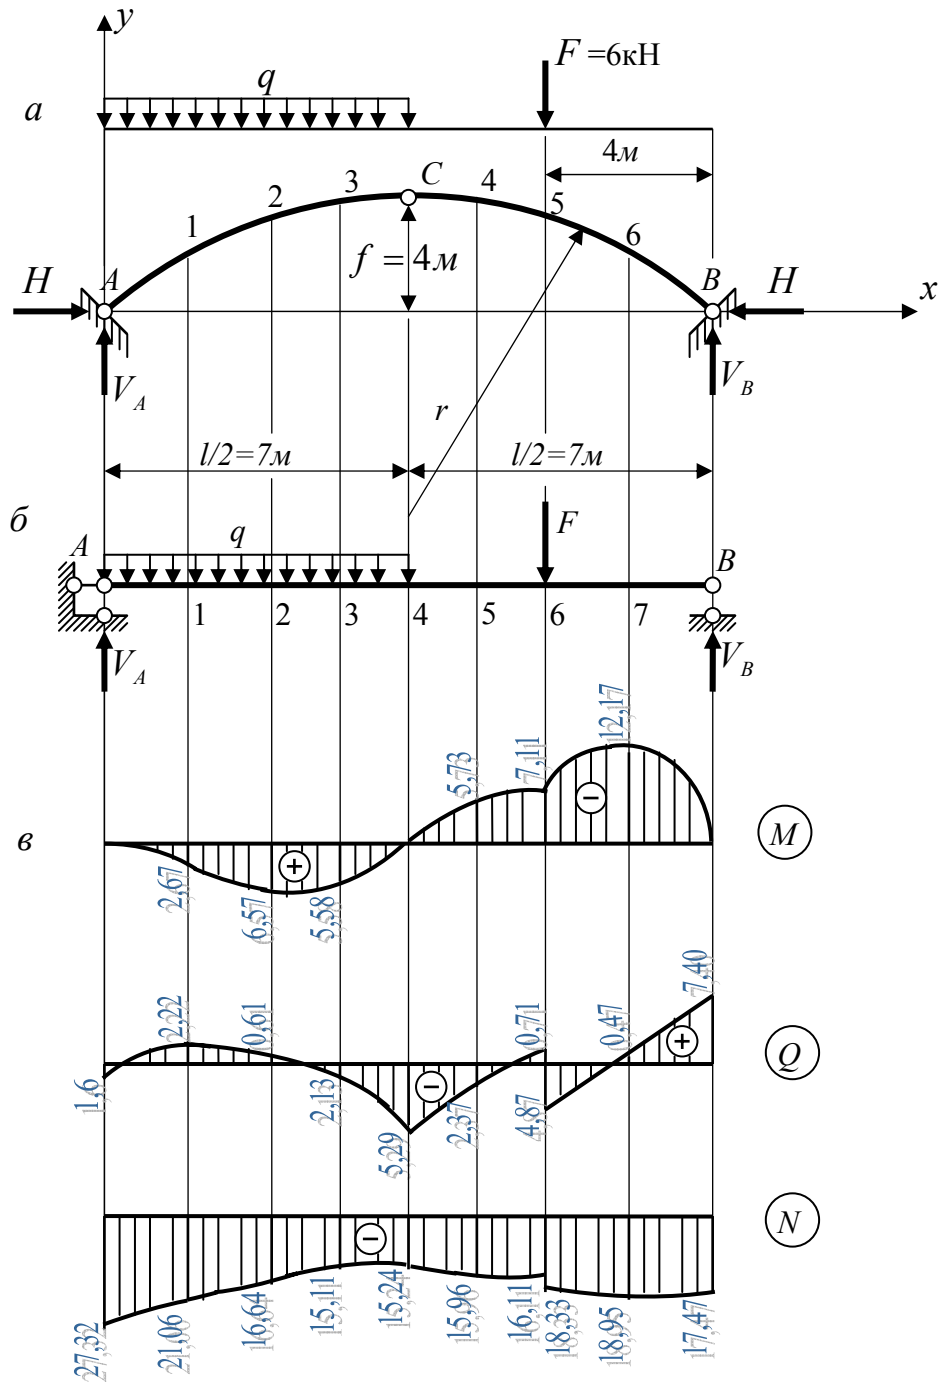 y
F =6кН
q
а
4м
C
3
4
2
5
1
6
f = 4м
H
A
B
H
x
V_A
V_B
r
l/2=7м
l/2=7м
б
F
q
A
B
1
2
3
4
5
6
7
V_A
V_B
12,17
5,73
7,11
−
в
M
+
2,67
6,57
5,58
7,40
2,22
0,61
0,71
0,47
+
Q
1,6
−
2,13
2,37
4,87
5,29
N
−
27,32
21,06
16,64
15,11
15,24
15,96
16,11
18,33
18,95
17,47